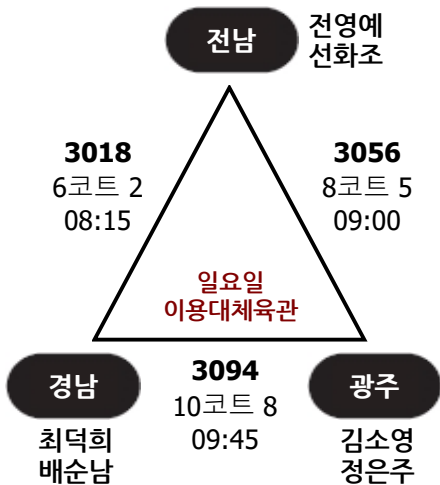 전남
전영예
선화조
3018
6코트 2
08:15
3056
8코트 5
09:00
일요일
이용대체육관
경남
최덕희
배순남
3094
10코트 8
09:45
광주
김소영
정은주